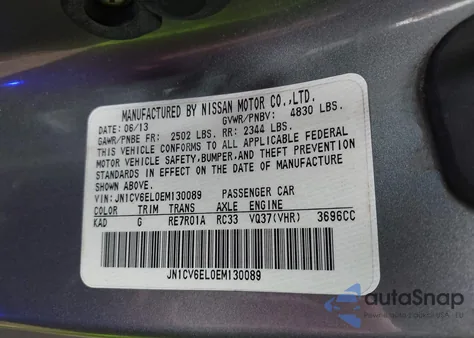 MANUFACTURED BY NISSAN MOTOR CO.,LTD.
DATE: 06/13 GVWR/PNBV: 4830 LBS.
GAWR/PNBE FR: 2502 LBS. RR: 2344 LBS.
THIS VEHICLE CONFORMS TO ALL APPLICABLE FEDERAL
MOTOR VEHICLE SAFETY,BUMPER,AND THEFT PREVENTION
STANDARDS IN EFFECT ON THE DATE OF MANUFACTURE
SHOWN ABOVE.
VIN: JN1CV6EL0EM130089 PASSENGER CAR
COLOR TRIM TRANS AXLE ENGINE
KAD G RE7R01A RC33 VQ37(VHR) 3696CC
JN1CV6EL0EM130089
autoSnap